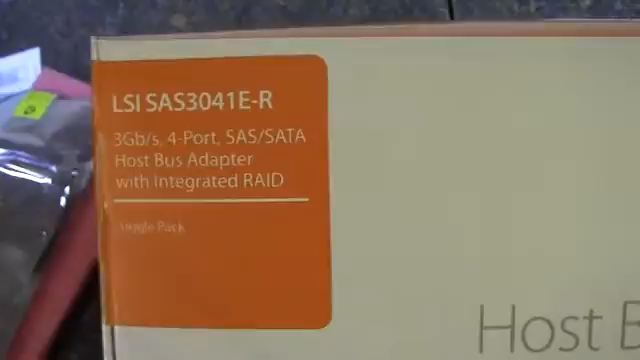 LSI SAS3041E-R
3Gb/s, 4-Port, SAS/SATA
Host Bus Adapter
with Integrated RAID
Single Pack
Host B